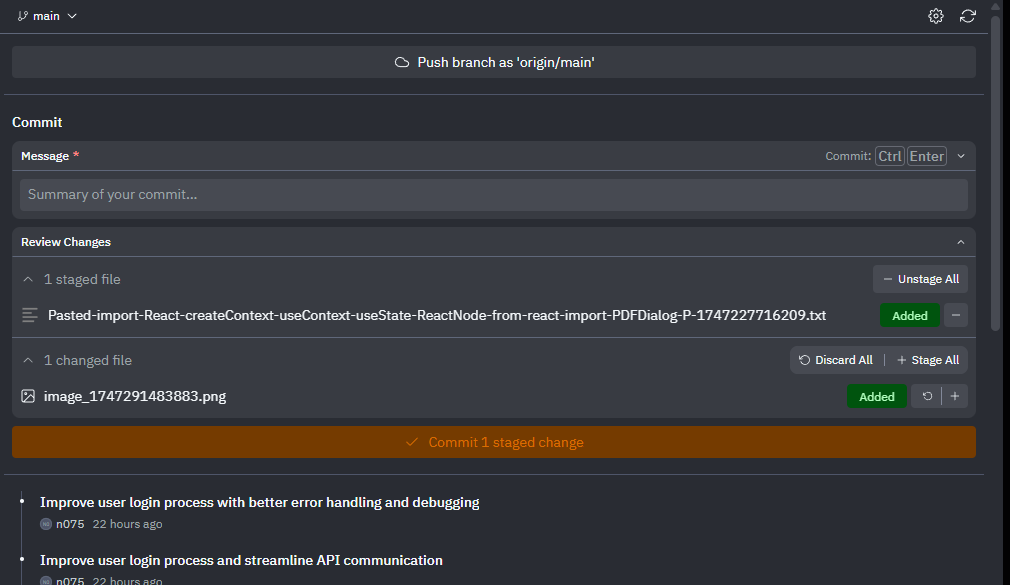 main
Push branch as 'origin/main'
Commit
Message *
Commit: Ctrl Enter
Summary of your commit...
Review Changes
1 staged file
Unstage All
Pasted-import-React-createContext-useContext-useState-ReactNode-from-react-import-PDFDialog-P-1747227716209.txt
Added
1 changed file
Discard All
Stage All
image_1747291483883.png
Added
Commit 1 staged change
Improve user login process with better error handling and debugging
n075 22 hours ago
Improve user login process and streamline API communication
n075 22 hours ago